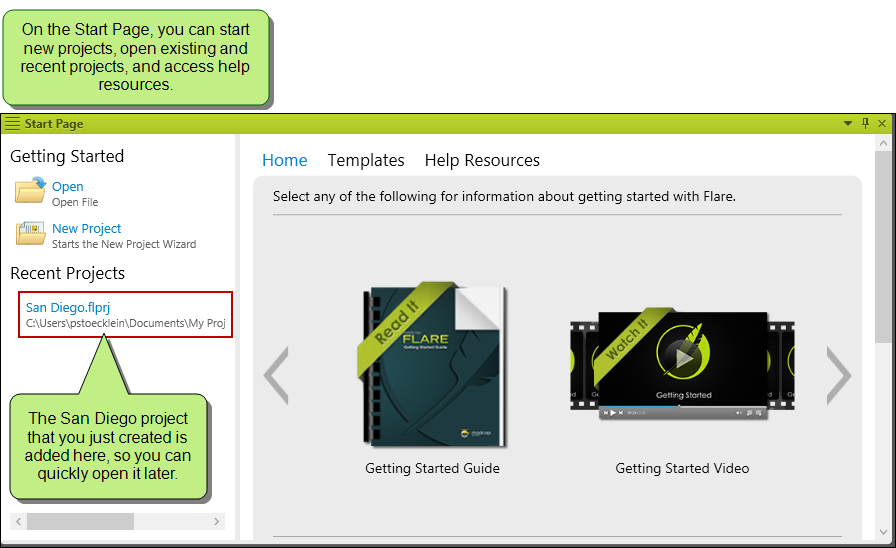 On the Start Page, you can start
new projects, open existing and
recent projects, and access help
resources.
Start Page
Getting Started
Open
Open File
New Project
Starts the New Project Wizard
Recent Projects
San Diego.flprj
C:\Users\pstoecklein\Documents\My Proj
The San Diego project
that you just created is
added here, so you can
quickly open it later.
Home Templates Help Resources
Select any of the following for information about getting started with Flare.
Read It
FLARE
Getting Started Guide
madcap
Getting Started Guide
Watch It
Getting Started
Getting Started Video